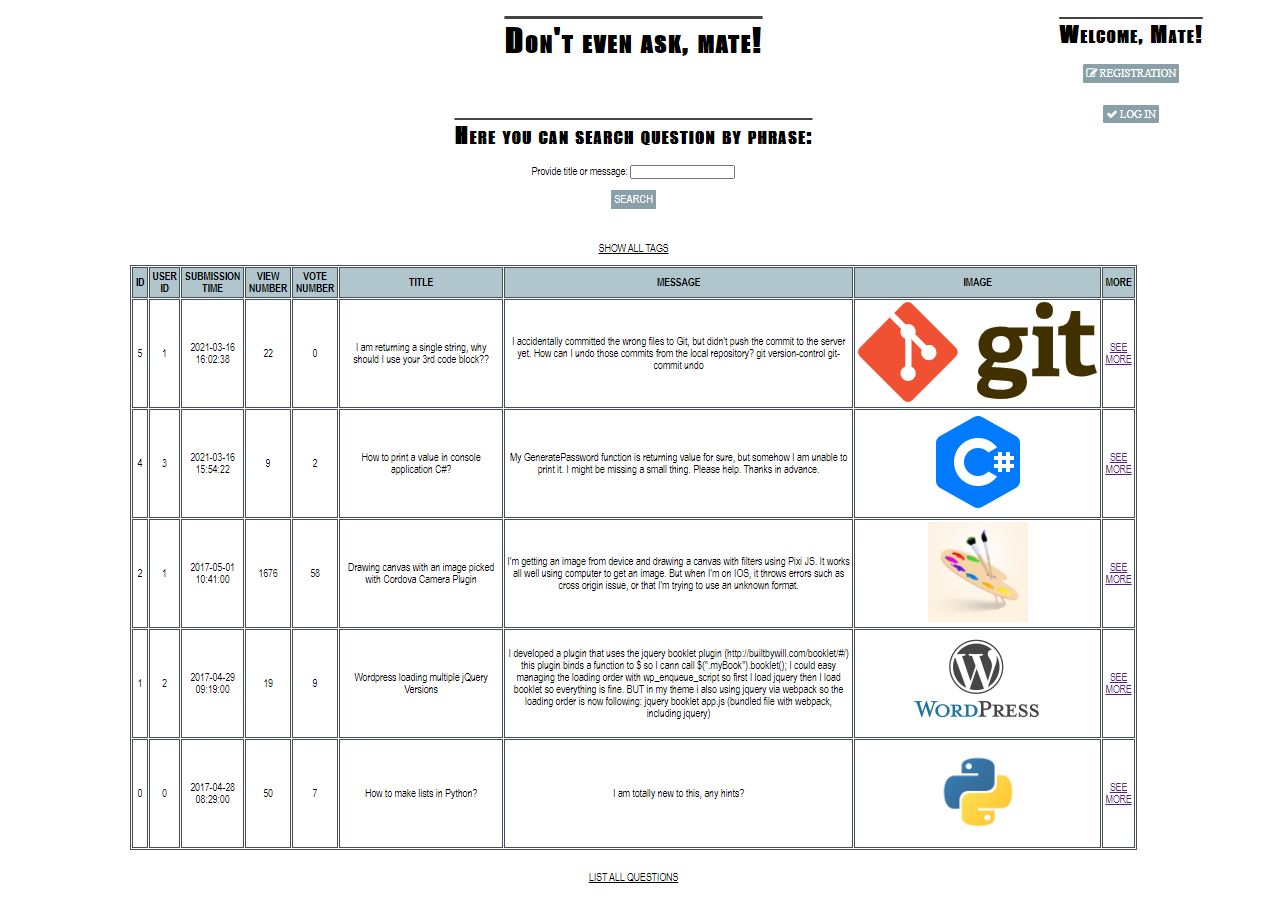 Don't even ask, mate!
Welcome, Mate!
REGISTRATION
LOG IN
Here you can search question by phrase:
Provide title or message:
SEARCH
SHOW ALL TAGS
ID
USER
ID
SUBMISSION
TIME
VIEW
NUMBER
VOTE
NUMBER
TITLE
MESSAGE
IMAGE
MORE
5
1
2021-03-16
16:02:38
22
0
I am returning a single string, why
should I use your 3rd code block??
I accidentally committed the wrong files to Git, but didn't push the commit to the server
yet. How can I undo those commits from the local repository? git version-control git-
commit undo
git
SEE
MORE
4
3
2021-03-16
15:54:22
9
2
How to print a value in console
application C#?
My GeneratePassword function is returning value for sure, but somehow I am unable to
print it. I might be missing a small thing. Please help. Thanks in advance.
C#
SEE
MORE
2
1
2017-05-01
10:41:00
1676
58
Drawing canvas with an image picked
with Cordova Camera Plugin
I'm getting an image from device and drawing a canvas with filters using Pixi JS. It works
all well using computer to get an image. But when I'm on IOS, it throws errors such as
cross origin issue, or that I'm trying to use an unknown format.
SEE
MORE
1
2
2017-04-29
09:19:00
19
9
Wordpress loading multiple jQuery
Versions
I developed a plugin that uses the jquery booklet plugin (http://builtbywill.com/booklet/#/)
this plugin binds a function to $ so I cann call $(".myBook").booklet(); I could easy
managing the loading order with wp_enqueue_script so first I load jquery then I load
booklet so everything is fine. BUT in my theme i also using jquery via webpack so the
loading order is now following: jquery booklet app.js (bundled file with webpack,
including jquery)
W
WORDPRESS
SEE
MORE
0
0
2017-04-28
08:29:00
50
7
How to make lists in Python?
I am totally new to this, any hints?
SEE
MORE
LIST ALL QUESTIONS